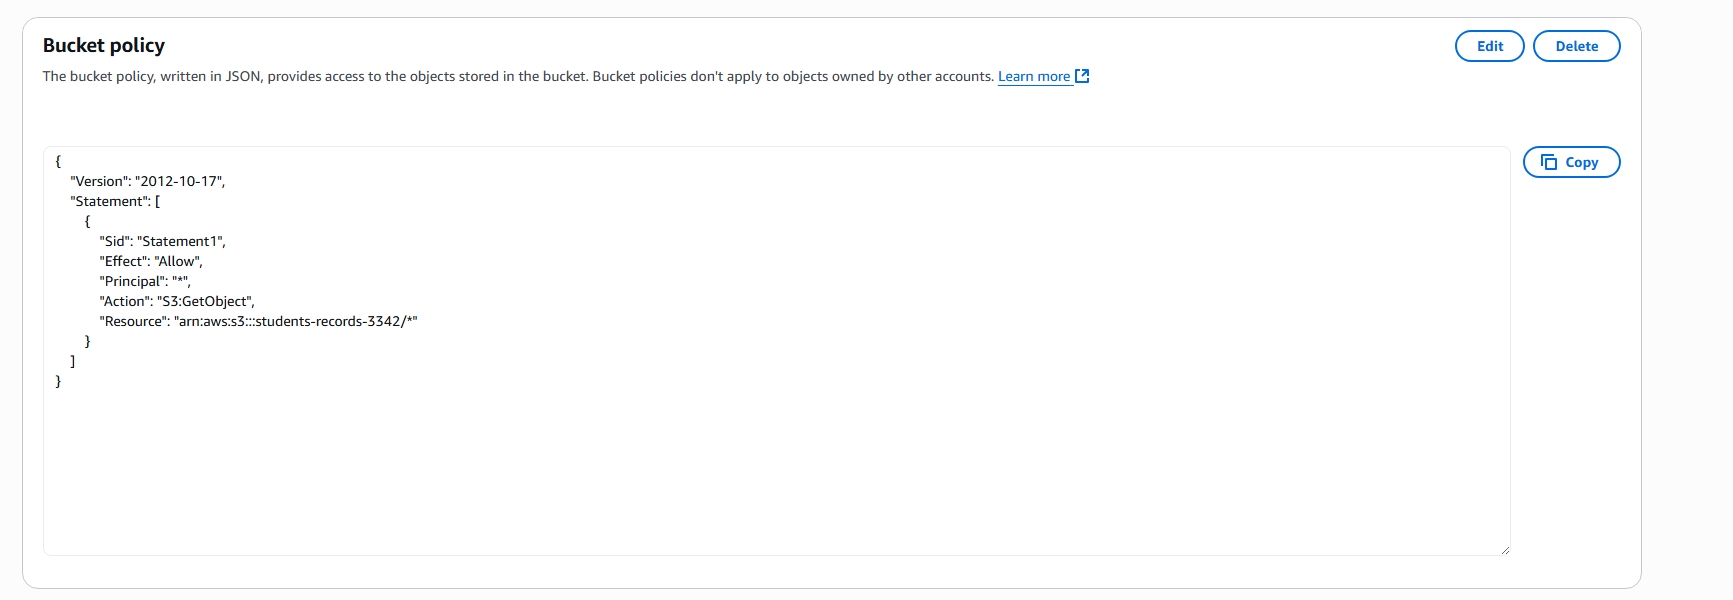 Bucket policy
Edit
Delete
The bucket policy, written in JSON, provides access to the objects stored in the bucket. Bucket policies don't apply to objects owned by other accounts. Learn more
Copy
{
"Version": "2012-10-17",
"Statement": [
{
"Sid": "Statement1",
"Effect": "Allow",
"Principal": "*",
"Action": "S3:GetObject",
"Resource": "arn:aws:s3:::students-records-3342/*"
}
]
}